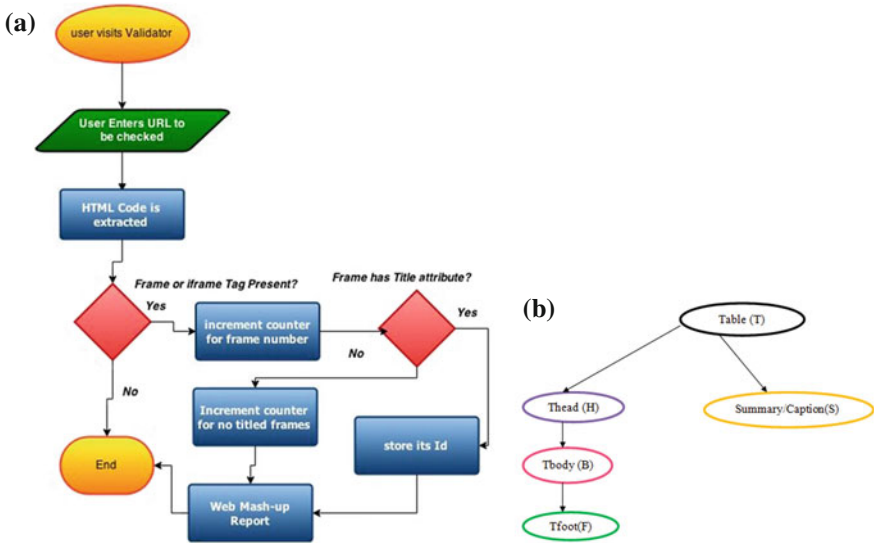 (a)
user visits Validator
User Enters URL to
be checked
HTML Code is
extracted
Frame or iframe Tag Present?
Frame has Title attribute?
Yes
increment counter
for frame number
Yes
No
No
Increment counter
for no titled frames
store its Id
End
Web Mash-up
Report
(b)
Table (T)
Thead (H)
Summary/Caption(S)
Tbody (B)
Tfoot(F)